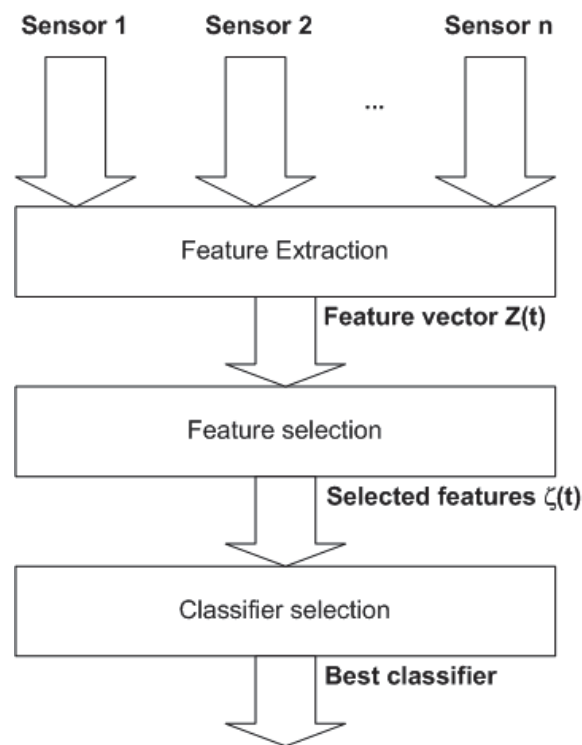 Sensor 1 Sensor 2 Sensor n
...
Feature Extraction
Feature vector Z(t)
Feature selection
Selected features ζ(t)
Classifier selection
Best classifier